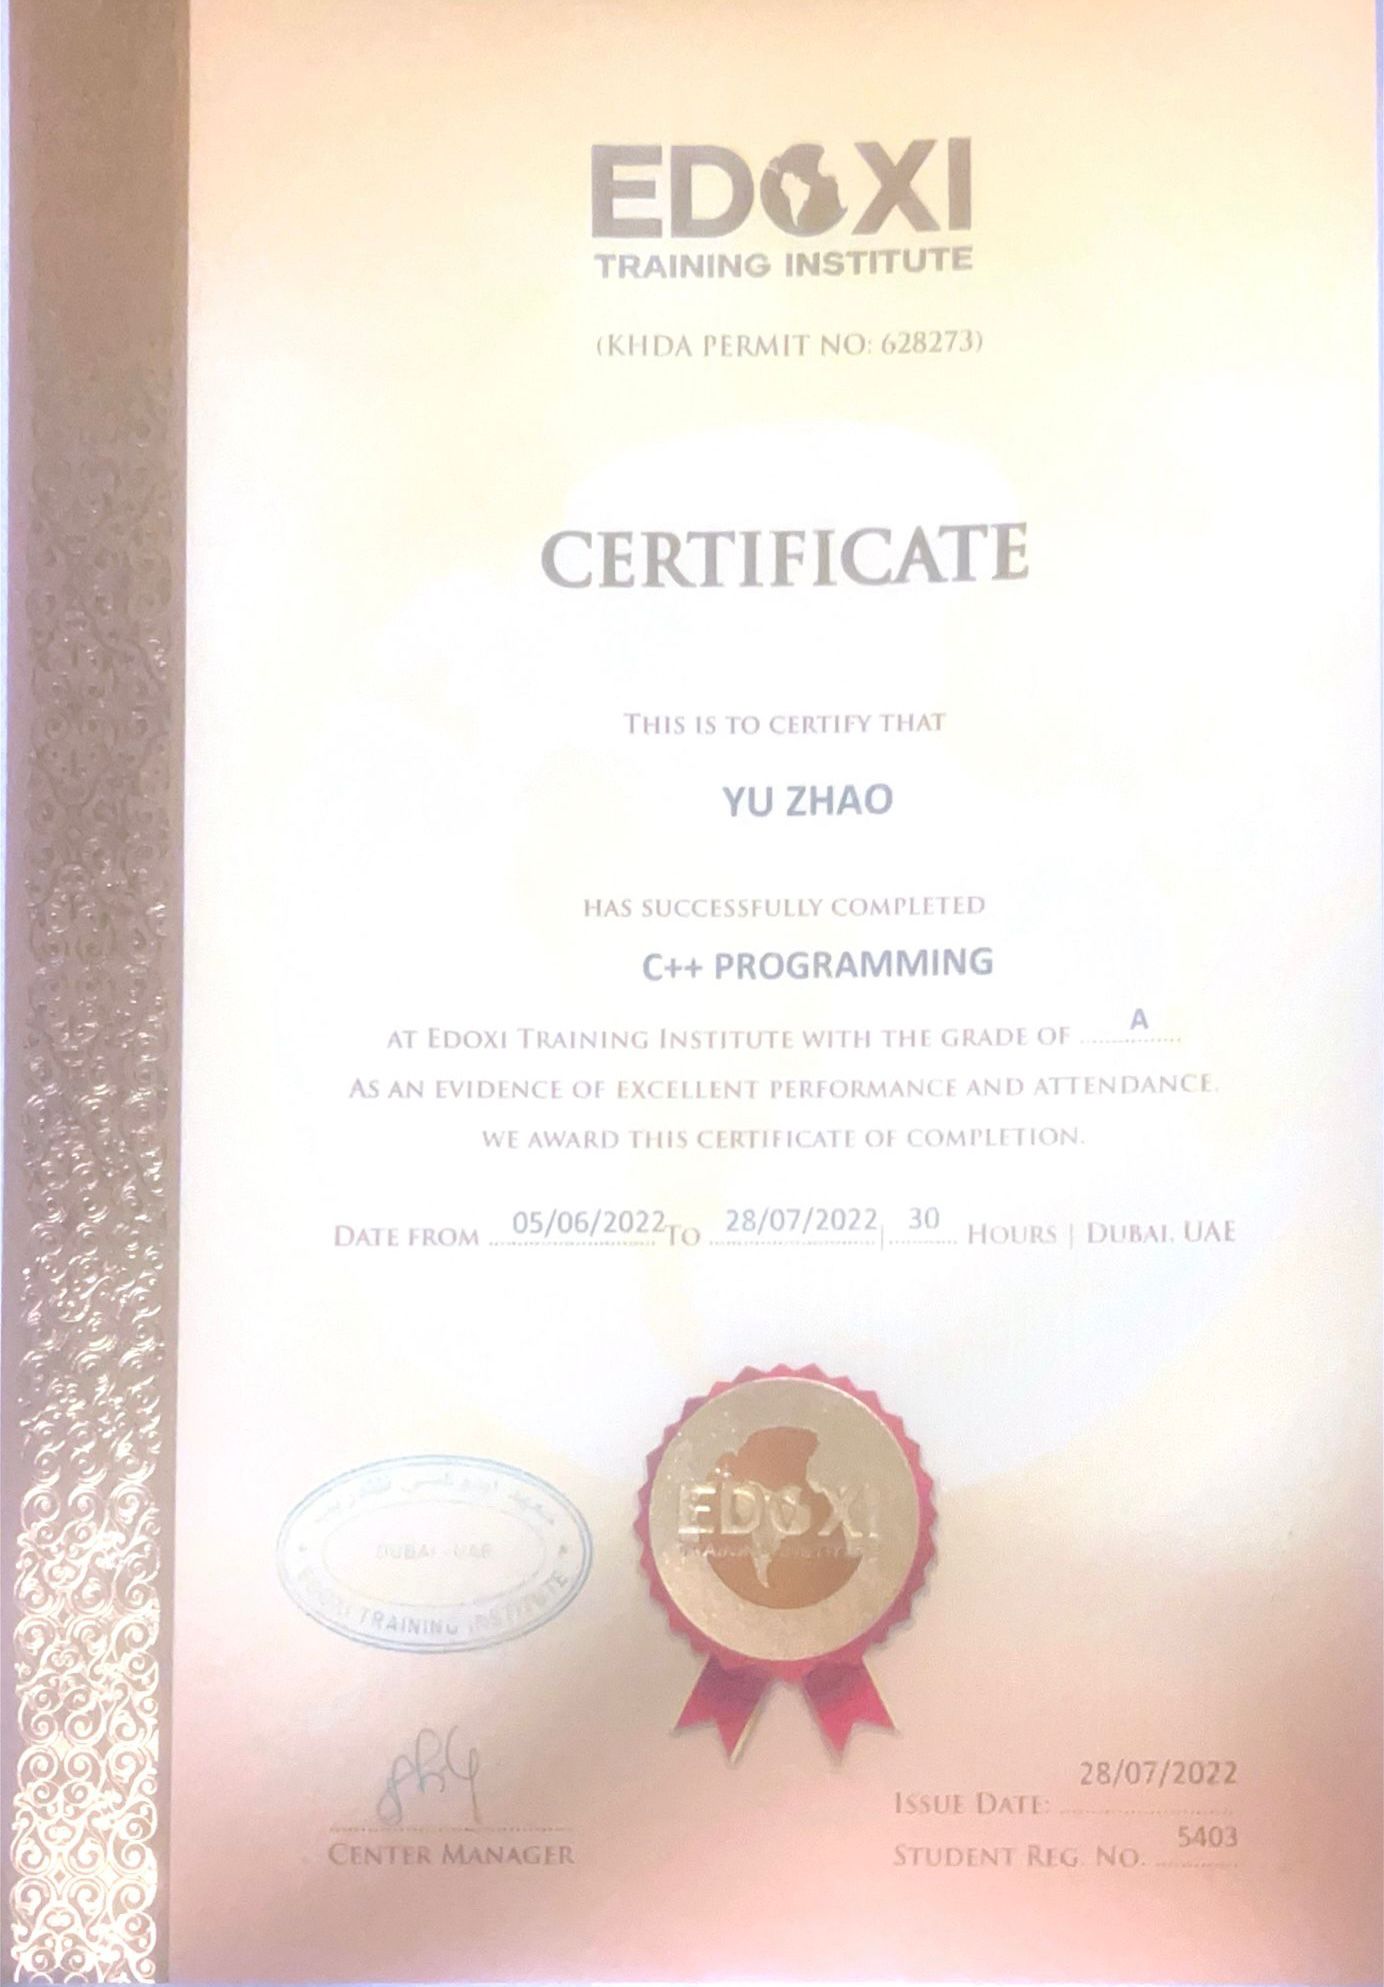 EDOXI
TRAINING INSTITUTE
(KHDA PERMIT NO: 628273)
CERTIFICATE
THIS IS TO CERTIFY THAT
YU ZHAO
HAS SUCCESSFULLY COMPLETED
C++ PROGRAMMING
AT EDOXI TRAINING INSTITUTE WITH THE GRADE OF A
AS AN EVIDENCE OF EXCELLENT PERFORMANCE AND ATTENDANCE.
WE AWARD THIS CERTIFICATE OF COMPLETION.
DATE FROM 05/06/2022 TO 28/07/2022 | 30 HOURS | DUBAI, UAE
EDOXI
TRAINING INSTITUTE
معهد ايدوكسي للتدريب
DUBAI - UAE
EDOXI TRAINING INSTITUTE
CENTER MANAGER
ISSUE DATE: 28/07/2022
STUDENT REG. NO. 5403